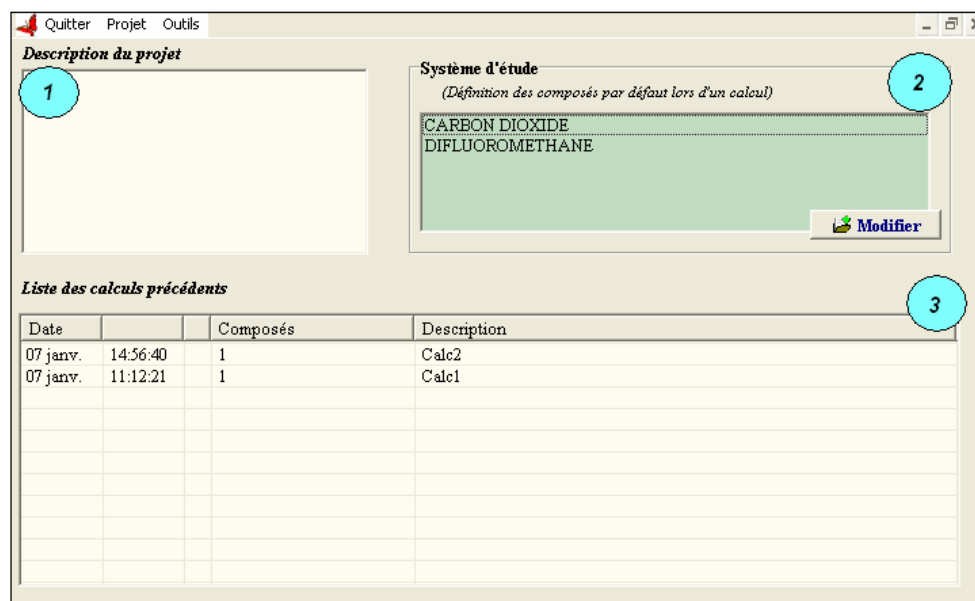 Quitter Projet Outils
Description du projet
1
Système d'étude
(Définition des composés par défaut lors d'un calcul)
2
CARBON DIOXIDE
DIFLUOROMETHANE
Modifier
Liste des calculs précédents
3
Date Composés Description
07 janv. 14:56:40 1 Calc2
07 janv. 11:12:21 1 Calc1